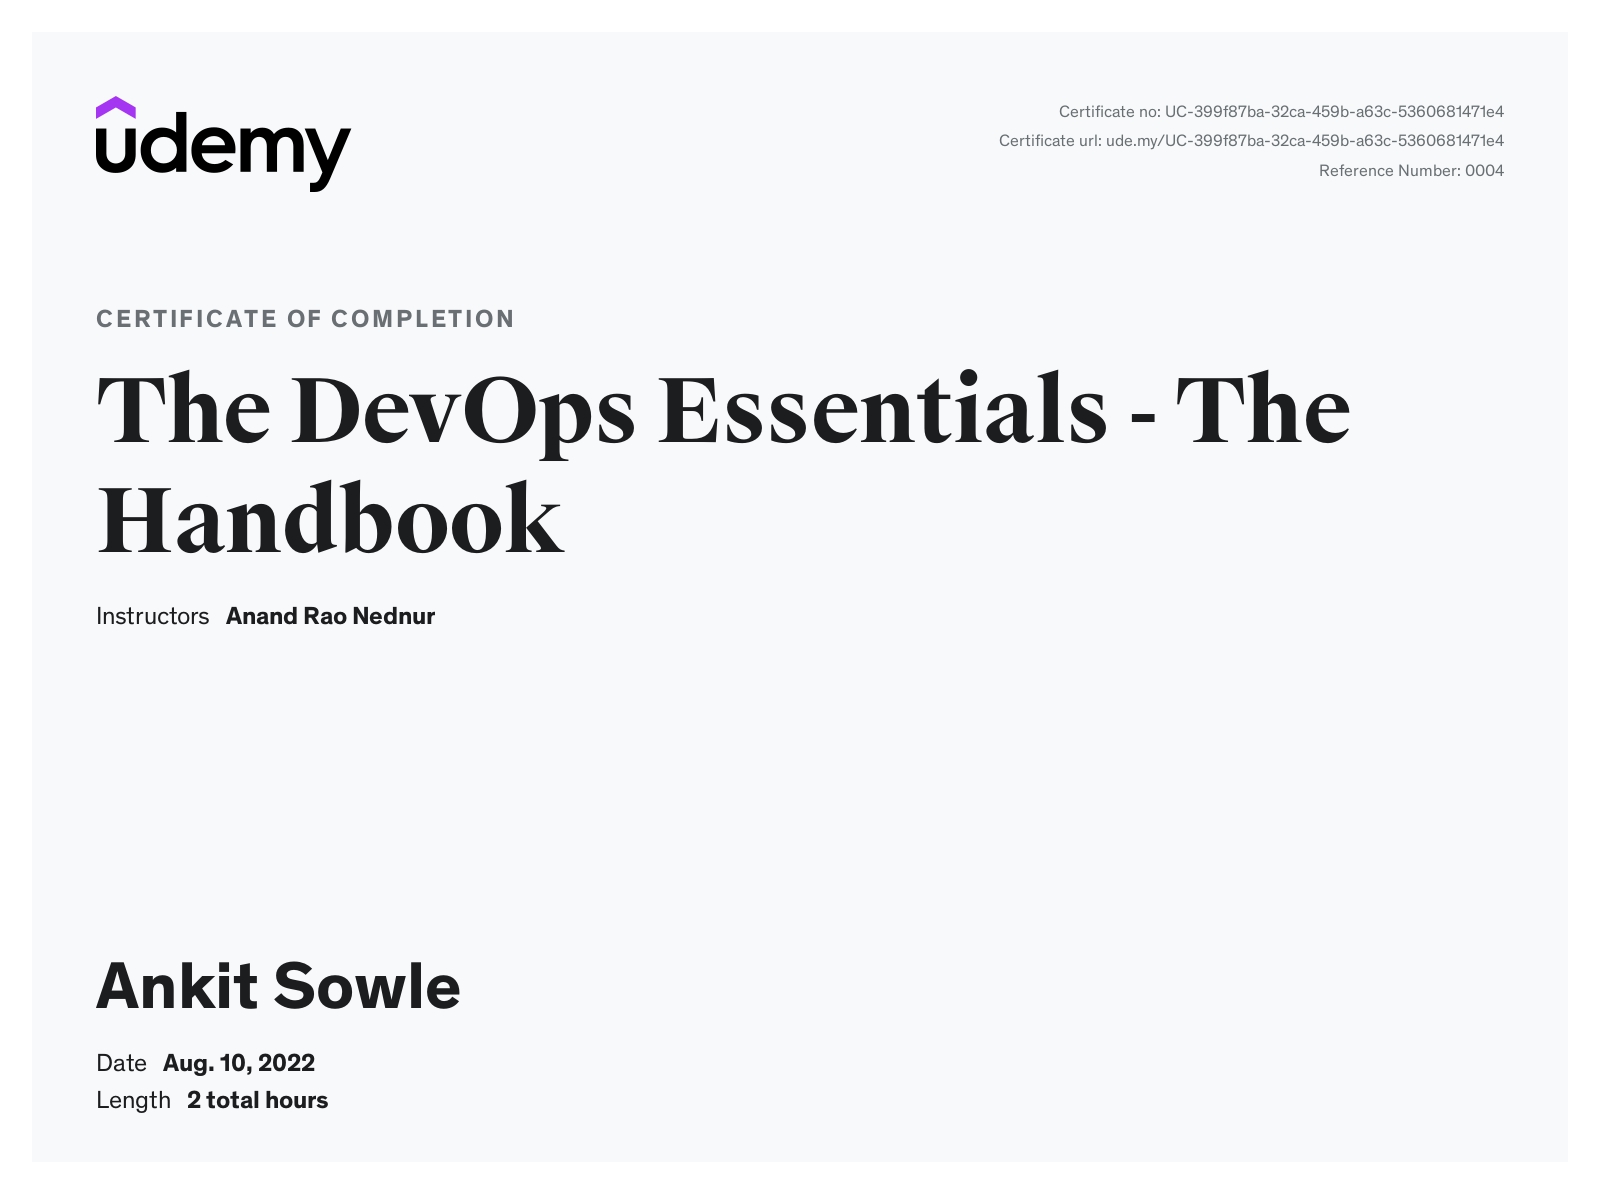 udemy
Certificate no: UC-399f87ba-32ca-459b-a63c-5360681471e4
Certificate url: ude.my/UC-399f87ba-32ca-459b-a63c-5360681471e4
Reference Number: 0004
CERTIFICATE OF COMPLETION
The DevOps Essentials - The
Handbook
Instructors Anand Rao Nednur
Ankit Sowle
Date Aug. 10, 2022
Length 2 total hours